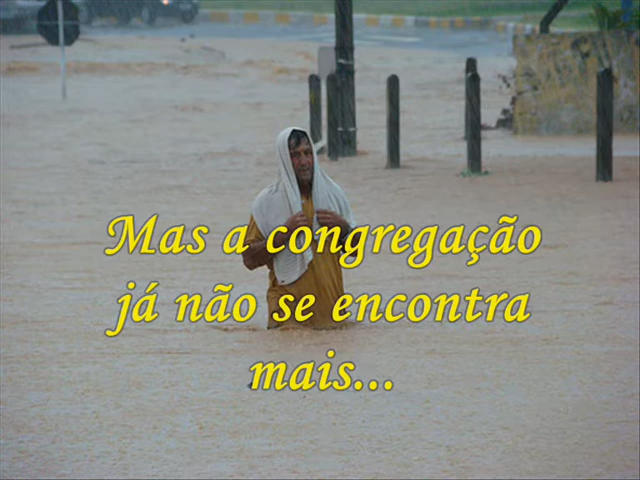 Mas a congregação
já não se encontra
mais...